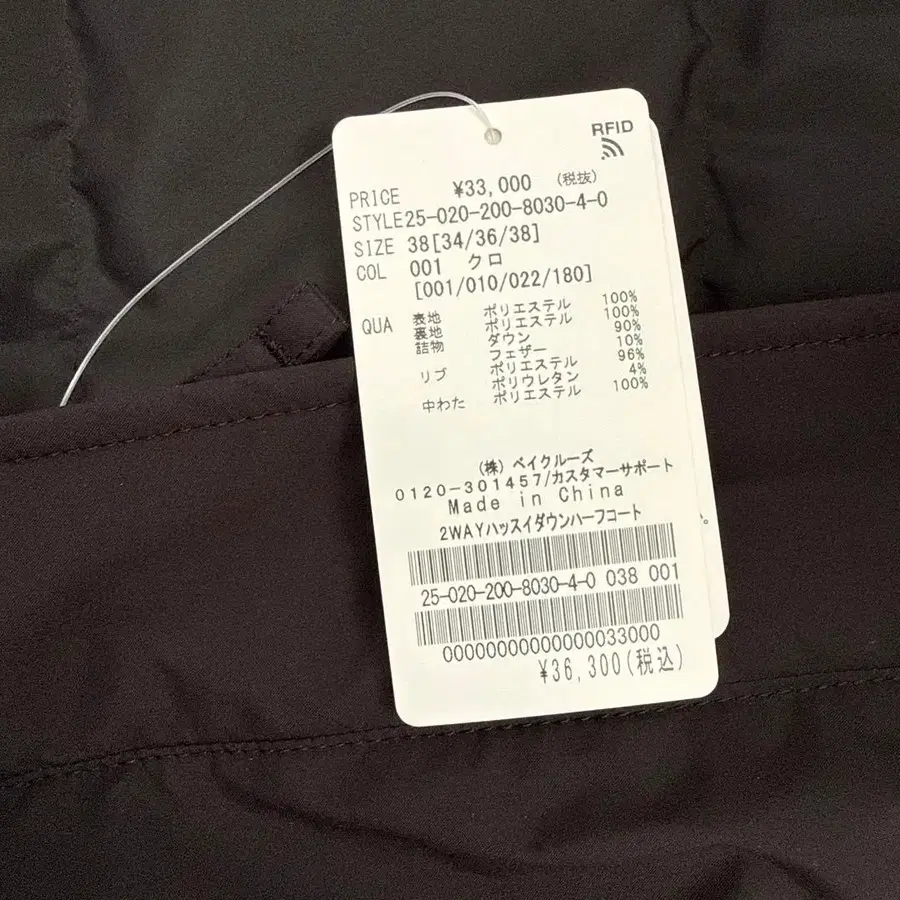 RFID
PRICE ¥33,000 (税抜)
STYLE25-020-200-8030-4-0
SIZE 38[34/36/38]
COL 001 クロ
[001/010/022/180]
QUA 表地 ポリエステル 100%
裏地 ポリエステル 100%
詰物 ダウン 90%
フェザー 10%
リブ ポリエステル 96%
ポリウレタン 4%
中わた ポリエステル 100%
(株) ベイクルーズ
0120-301457/カスタマーサポート
Made in China
2WAYハッスイダウンハーフコート
25-020-200-8030-4-0 038 001
00000000000000033000
¥36,300(税込)